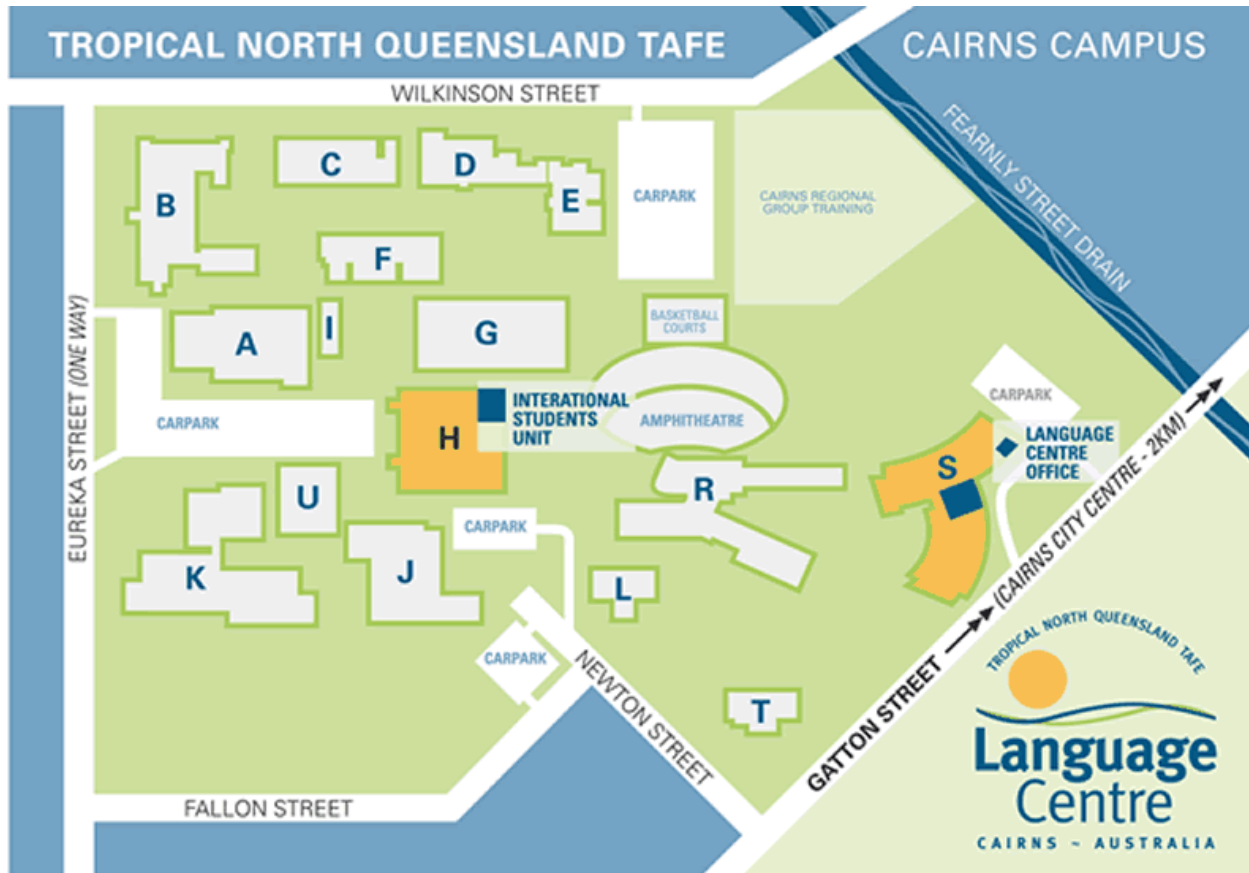 TROPICAL NORTH QUEENSLAND TAFE
CAIRNS CAMPUS
WILKINSON STREET
FEARNLY STREET DRAIN
B
C
D
E
CARPARK
CAIRNS REGIONAL
GROUP TRAINING
F
EUREKA STREET (ONE WAY)
A
I
G
BASKETBALL
COURTS
CARPARK
H
INTERATIONAL
STUDENTS
UNIT
AMPHITHEATRE
CARPARK
S
LANGUAGE
CENTRE
OFFICE
U
R
CARPARK
K
J
L
CARPARK
NEWTON STREET
T
GATTON STREET
(CAIRNS CITY CENTRE - 2KM)
FALLON STREET
TROPICAL NORTH QUEENSLAND TAFE
Language
Centre
CAIRNS ~ AUSTRALIA